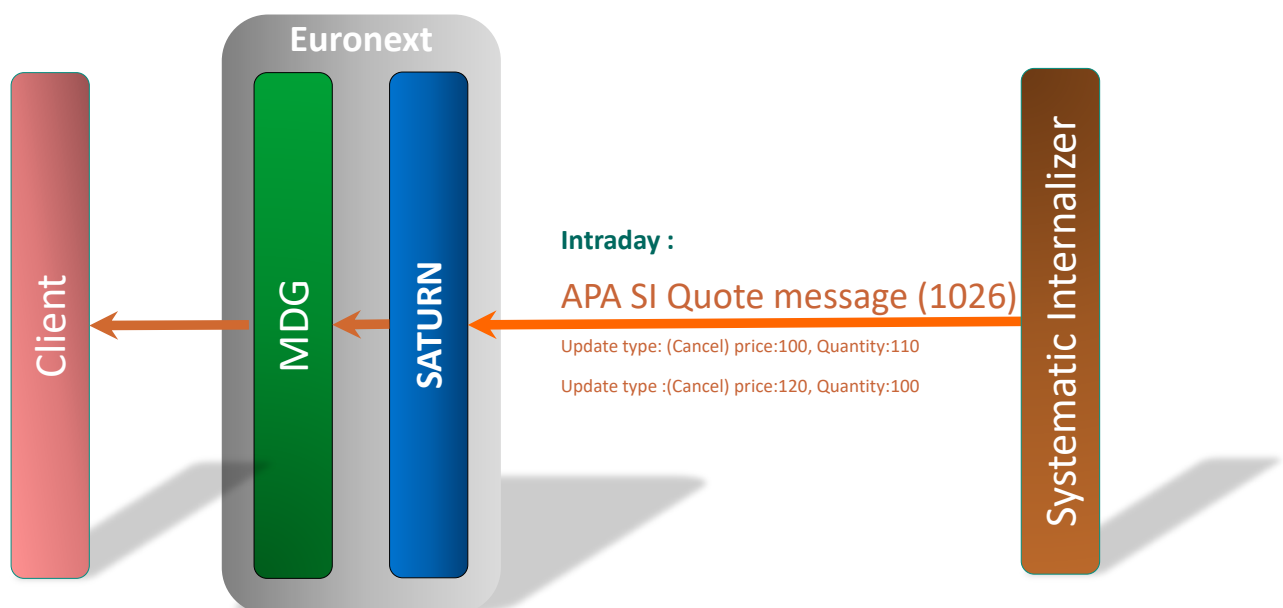 Euronext
Client
MDG
SATURN
Intraday :
APA SI Quote message (1026)
Update type: (Cancel) price:100, Quantity:110
Update type :(Cancel) price:120, Quantity:100
Systematic Internalizer